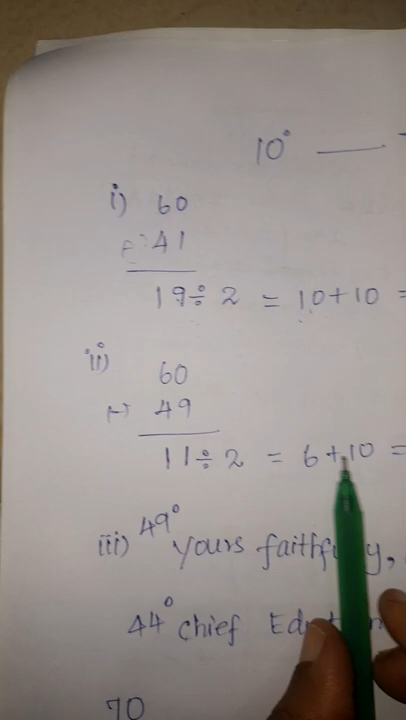 10° —
i) 60
(-) 41
19 ÷ 2 = 10 + 10 =
ii) 60
(-) 49
11 ÷ 2 = 6 + 10 =
iii) 49° Yours faithf y,
44° chief
70